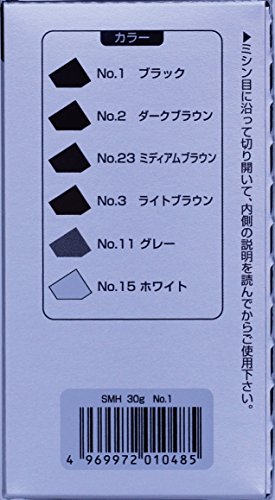 カラー
No.1 ブラック
No.2 ダークブラウン
No.23 ミディアムブラウン
No.3 ライトブラウン
No.11 グレー
No.15 ホワイト
▶ミシン目に沿って切り開いて、内側の説明を読んでからご使用下さい。
SMH 30g No.1
4 969972 010485